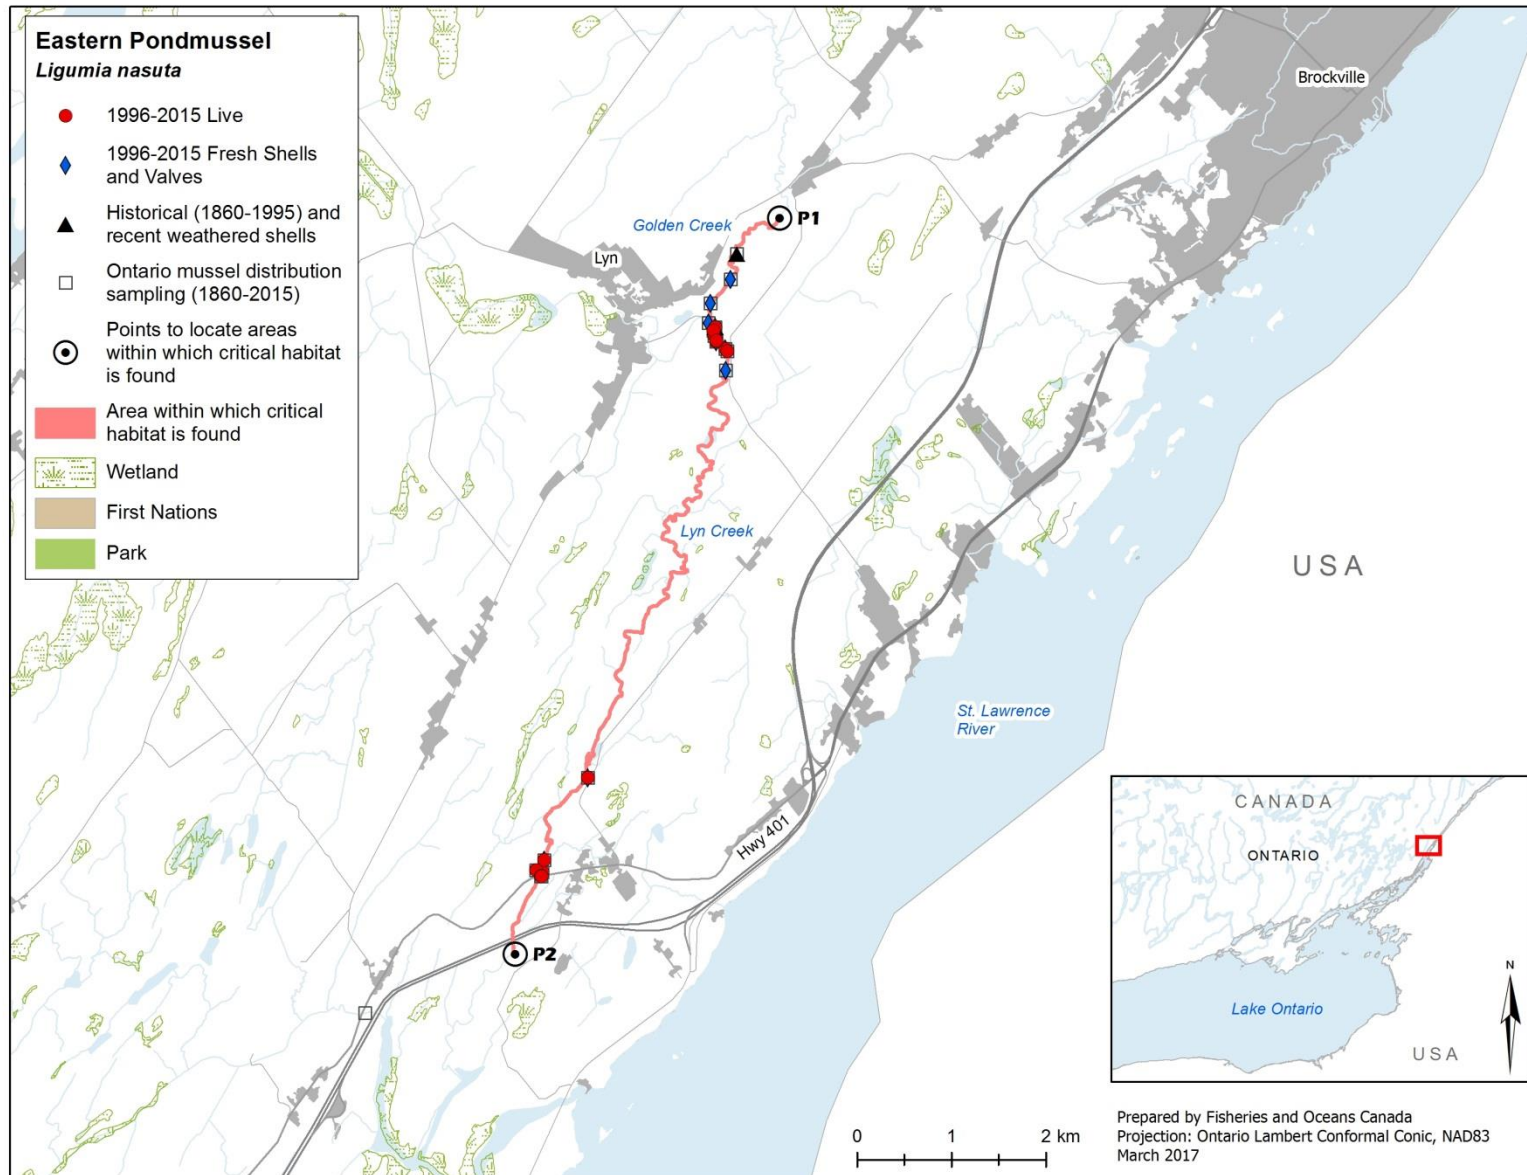 Eastern Pondmussel
Ligumia nasuta
1996-2015 Live
1996-2015 Fresh Shells
and Valves
Historical (1860-1995) and
recent weathered shells
Ontario mussel distribution
sampling (1860-2015)
Points to locate areas
within which critical habitat
is found
Area within which critical
habitat is found
Wetland
First Nations
Park
Brockville
Golden Creek
P1
Lyn
Lyn Creek
USA
St. Lawrence
River
Hwy 401
P2
CANADA
ONTARIO
Lake Ontario
USA
N
0 1 2 km
Prepared by Fisheries and Oceans Canada
Projection: Ontario Lambert Conformal Conic, NAD83
March 2017